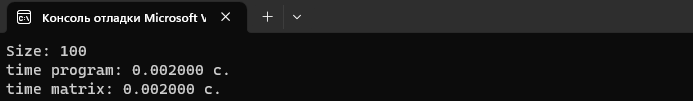 Консоль отладки Microsoft V
Size: 100
time program: 0.002000 c.
time matrix: 0.002000 c.